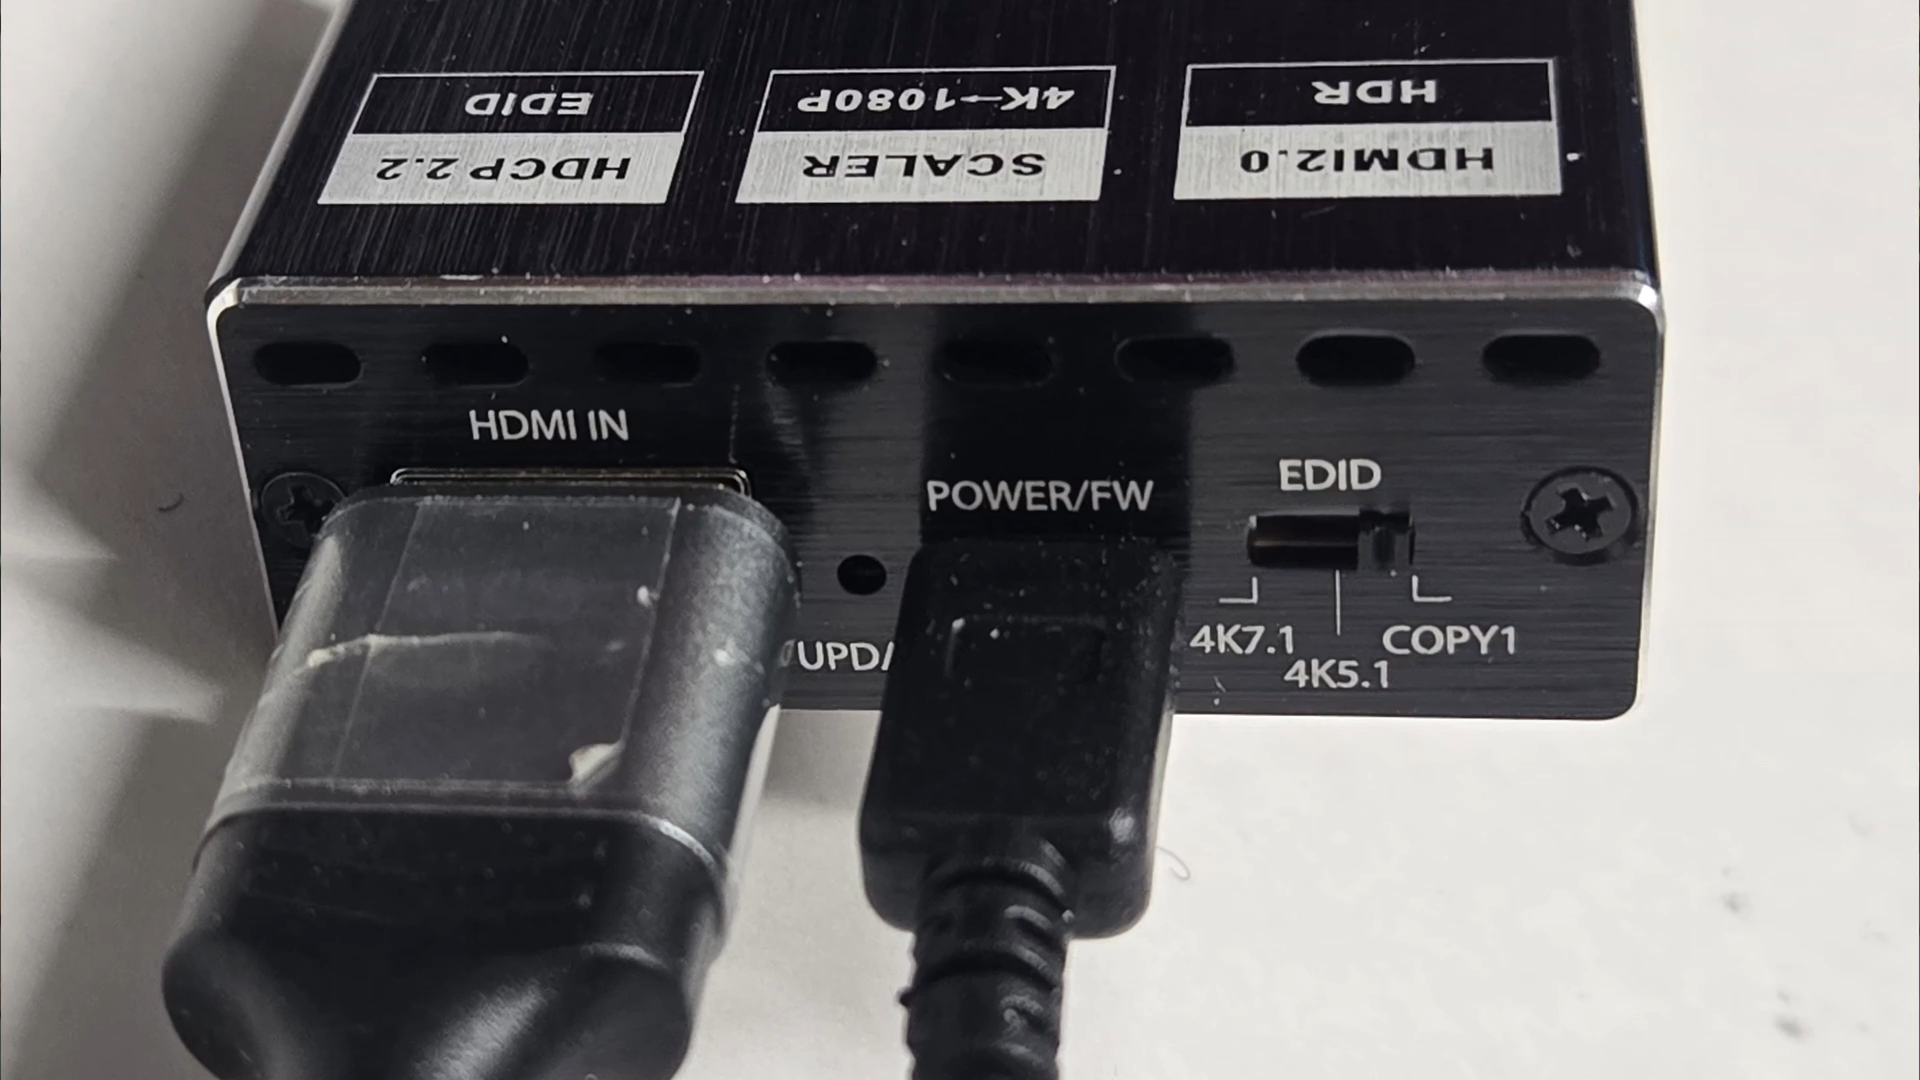 HDMI2.0
HDR
SCALER
4K→1080P
HDCP 2.2
EDID
HDMI IN
POWER/FW
EDID
UPDA
4K7.1
4K5.1
COPY1